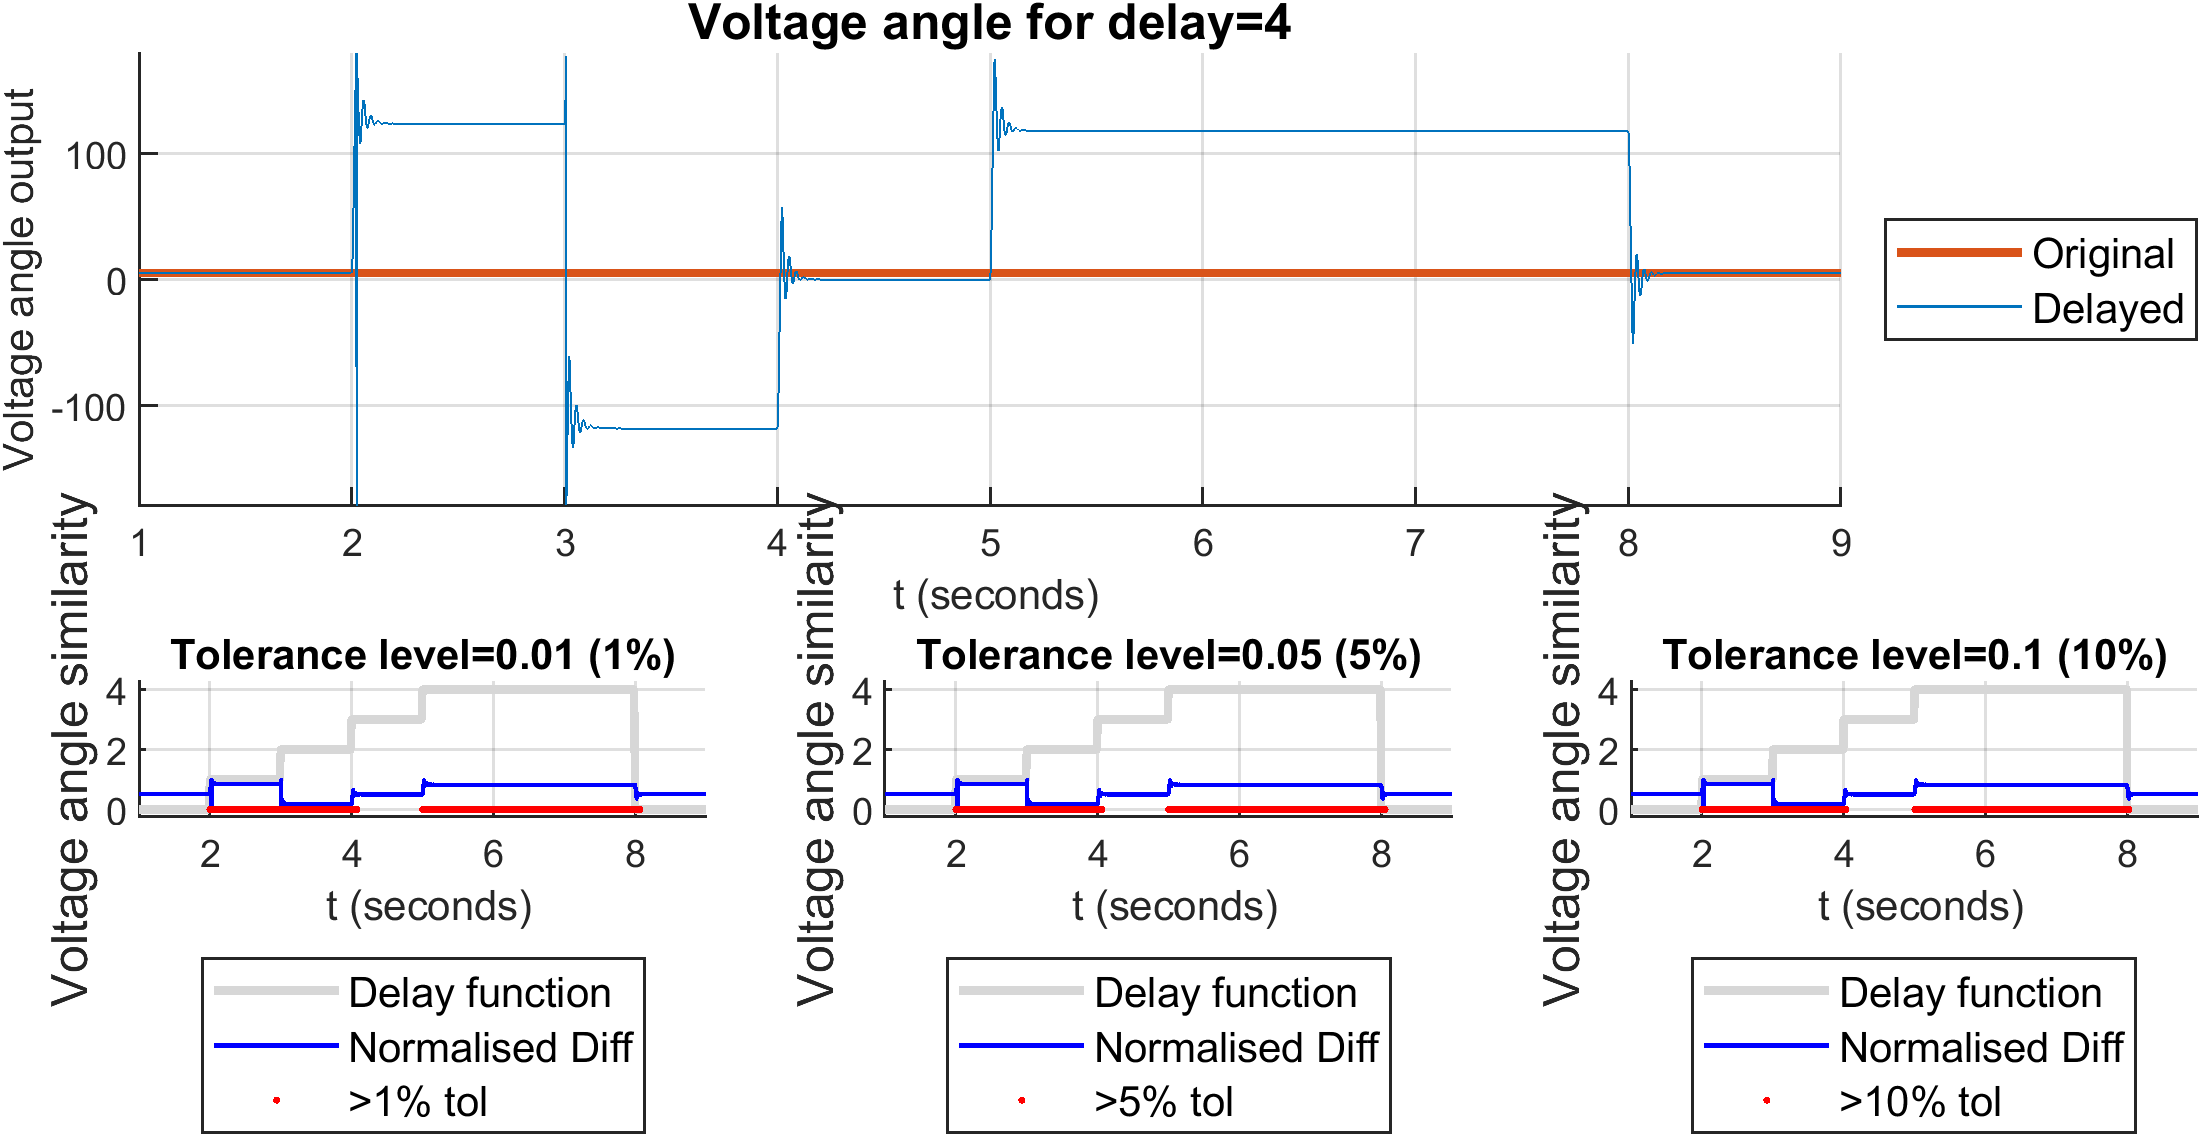 Voltage angle for delay=4
Voltage angle output
100
0
-100
1 2 3 4 5 6 7 8 9
t (seconds)
Original
Delayed
Tolerance level=0.01 (1%)
Voltage angle similarity
4
2
0
2 4 6 8
t (seconds)
Delay function
Normalised Diff
>1% tol
Tolerance level=0.05 (5%)
Voltage angle similarity
4
2
0
2 4 6 8
t (seconds)
Delay function
Normalised Diff
>5% tol
Tolerance level=0.1 (10%)
Voltage angle similarity
4
2
0
2 4 6 8
t (seconds)
Delay function
Normalised Diff
>10% tol